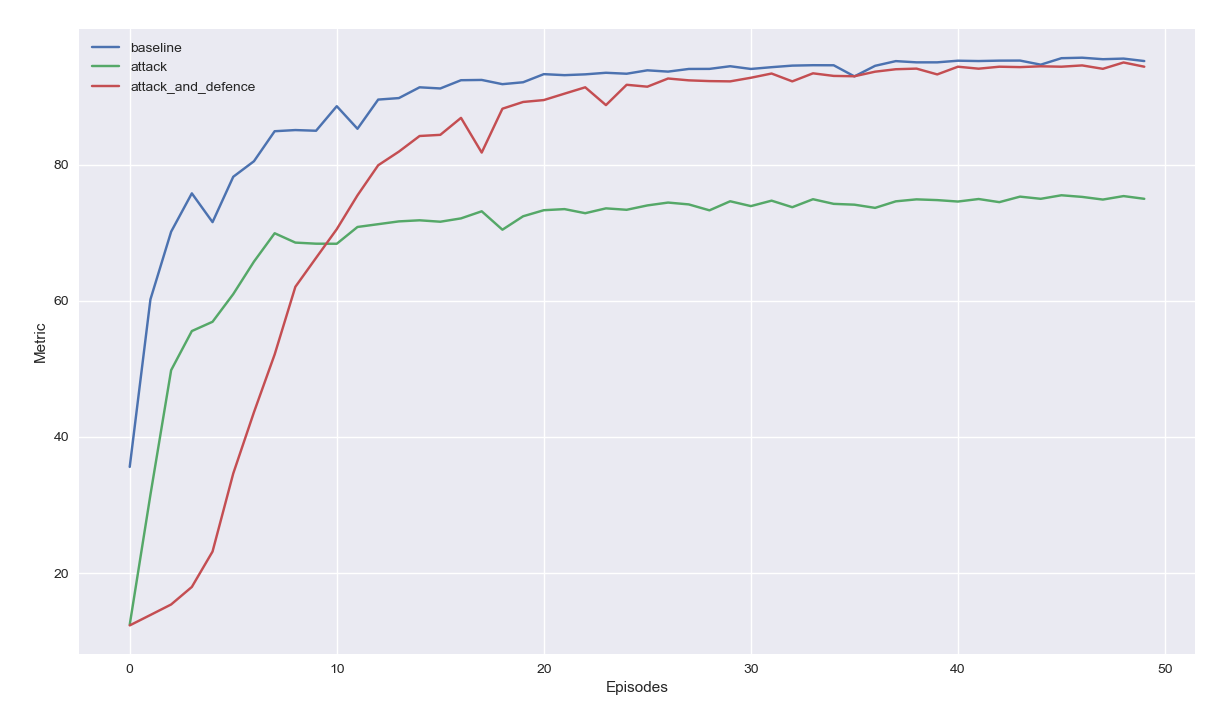 baseline
attack
attack_and_defence
80
60
40
20
Metric
0 10 20 30 40 50
Episodes